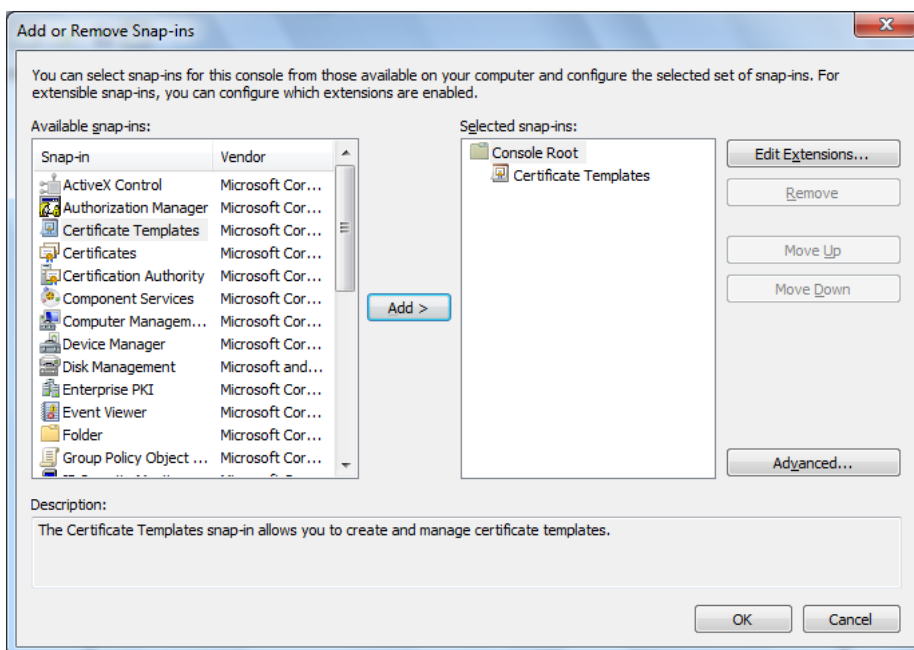 Add or Remove Snap-ins
You can select snap-ins for this console from those available on your computer and configure the selected set of snap-ins. For
extensible snap-ins, you can configure which extensions are enabled.
Available snap-ins:
Selected snap-ins:
Snap-in Vendor
ActiveX Control Microsoft Cor...
Authorization Manager Microsoft Cor...
Certificate Templates Microsoft Cor...
Certificates Microsoft Cor...
Certification Authority Microsoft Cor...
Component Services Microsoft Cor...
Computer Managem... Microsoft Cor...
Device Manager Microsoft Cor...
Disk Management Microsoft and...
Enterprise PKI Microsoft Cor...
Event Viewer Microsoft Cor...
Folder Microsoft Cor...
Group Policy Object ... Microsoft Cor...
Add >
Console Root
Certificate Templates
Edit Extensions...
Remove
Move Up
Move Down
Advanced...
Description:
The Certificate Templates snap-in allows you to create and manage certificate templates.
OK
Cancel